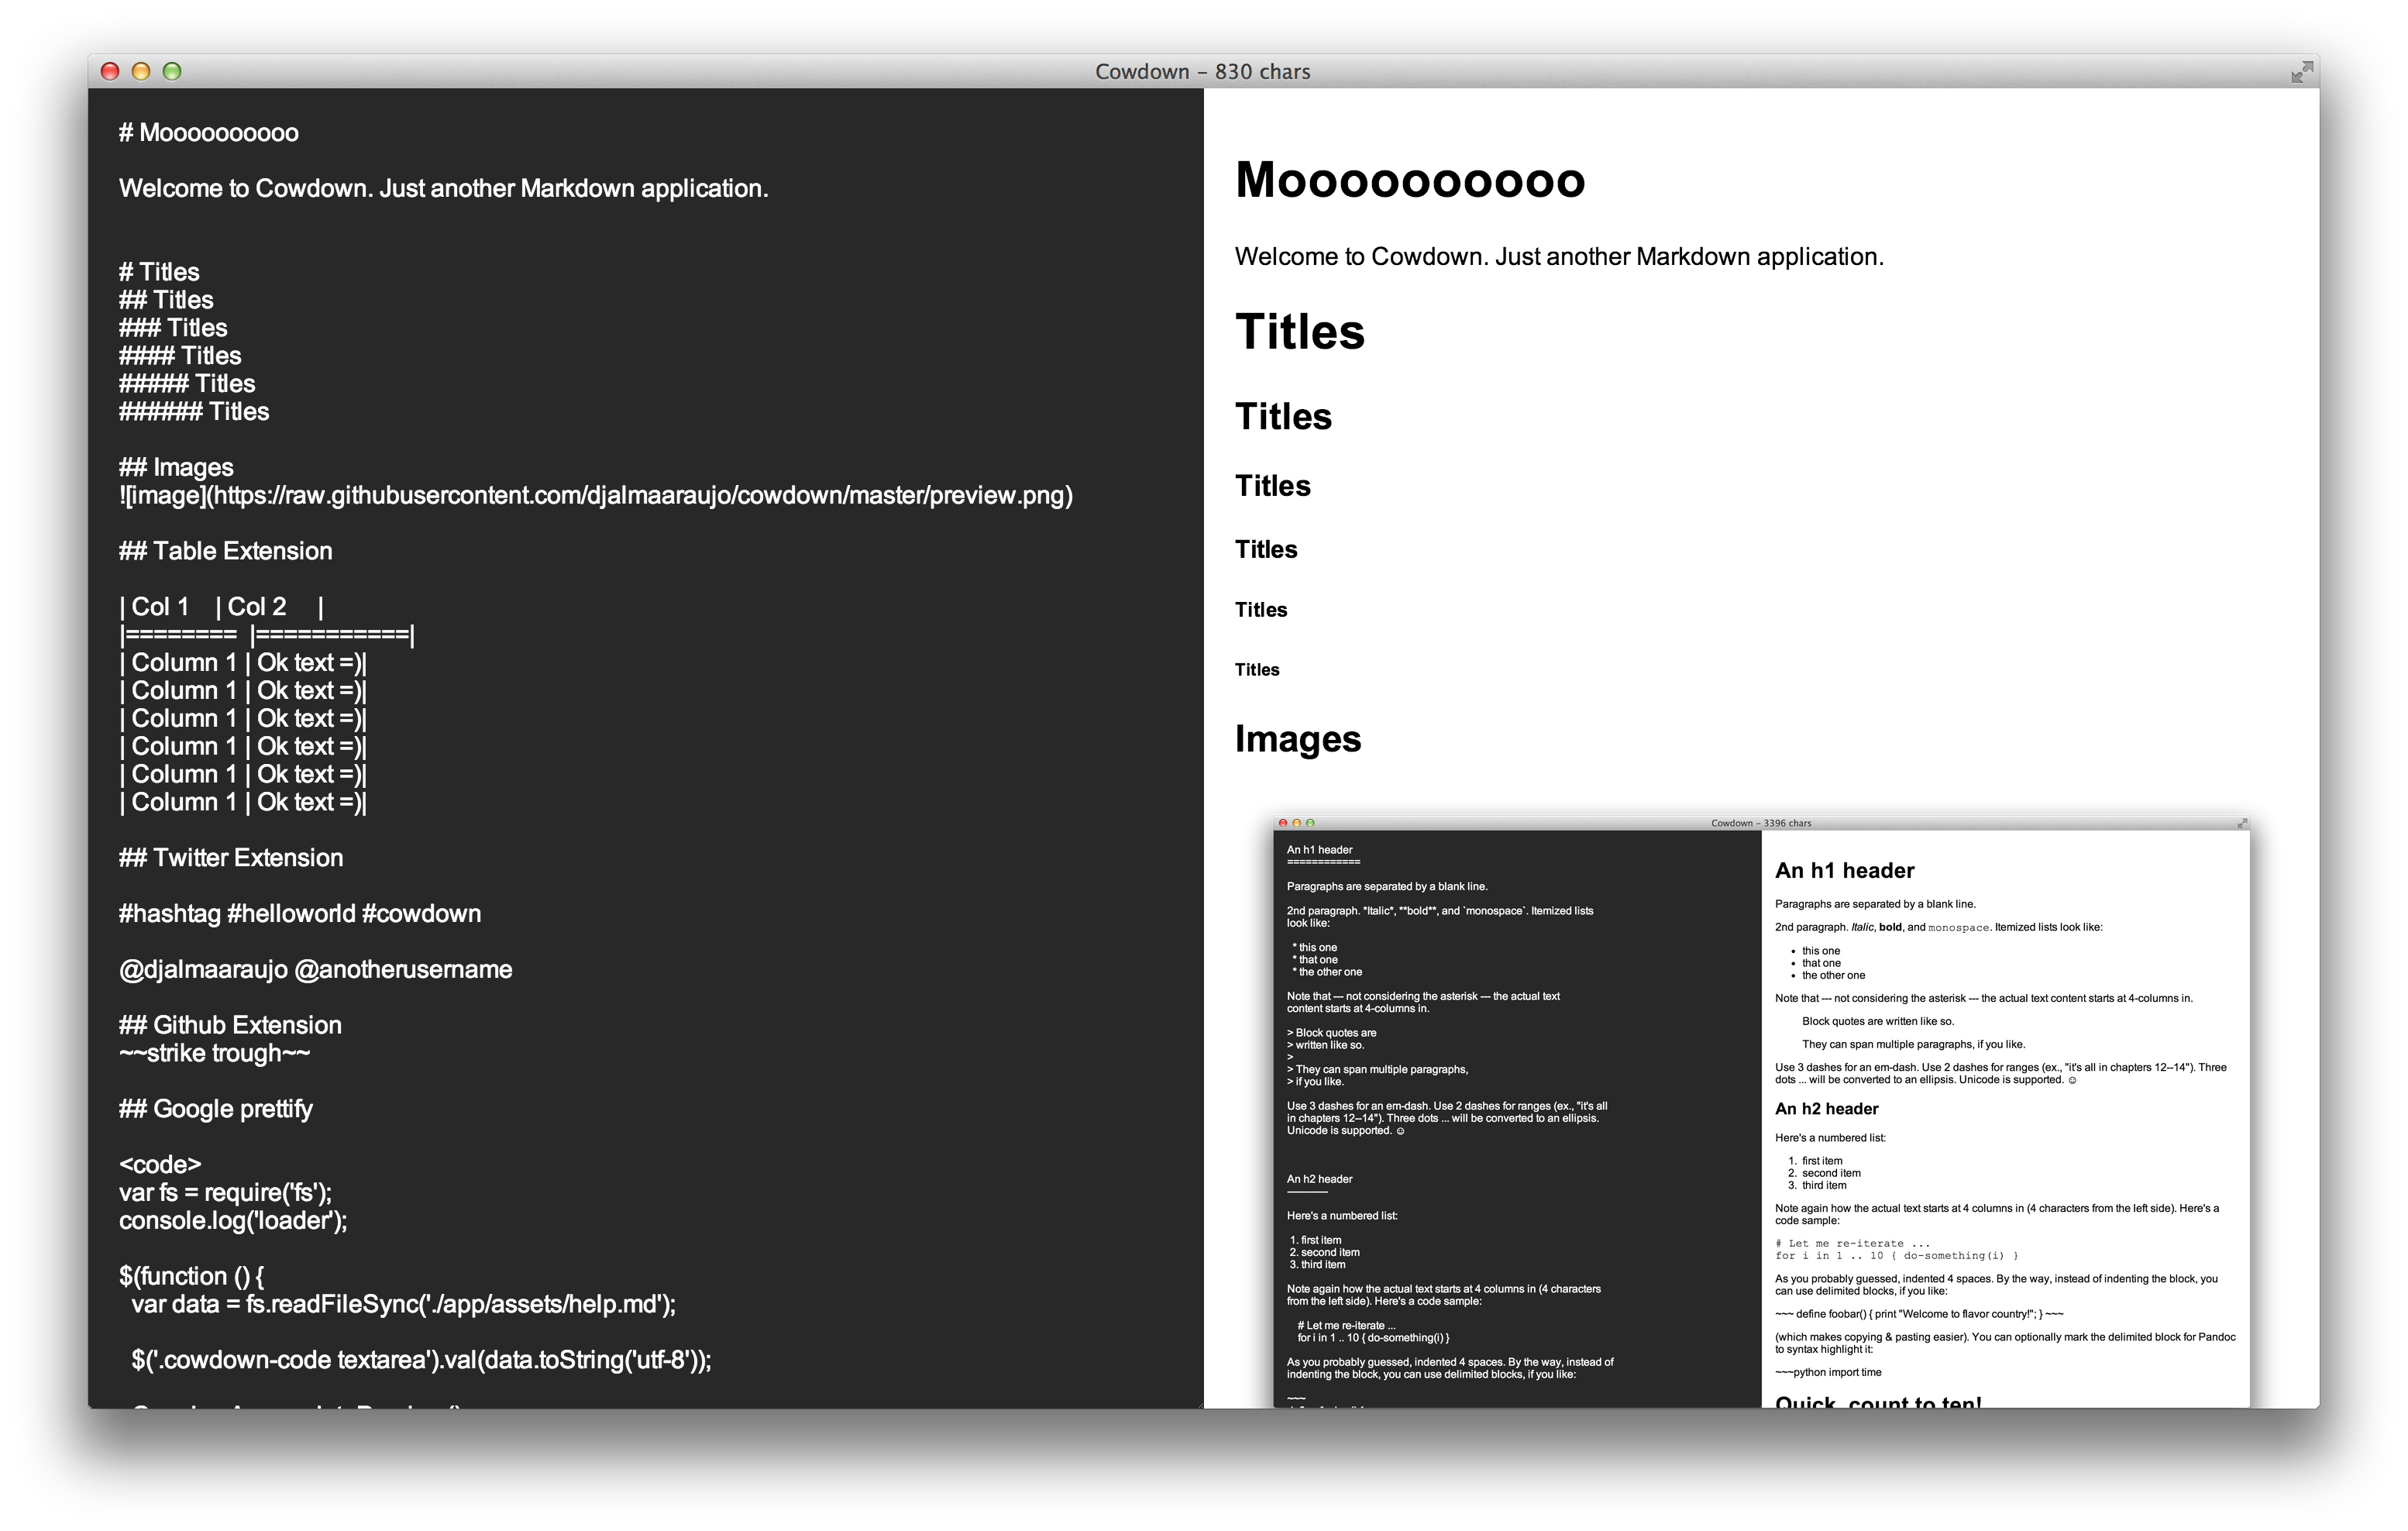 Cowdown – 830 chars
# Moooooooooo
Welcome to Cowdown. Just another Markdown application.
# Titles
## Titles
### Titles
#### Titles
##### Titles
###### Titles
## Images
![image](https://raw.githubusercontent.com/djalmaaraujo/cowdown/master/preview.png)
## Table Extension
| Col 1    | Col 2     |
|======== |===========|
| Column 1 | Ok text =)|
| Column 1 | Ok text =)|
| Column 1 | Ok text =)|
| Column 1 | Ok text =)|
| Column 1 | Ok text =)|
| Column 1 | Ok text =)|
## Twitter Extension
#hashtag #helloworld #cowdown
@djalmaaraujo @anotherusername
## Github Extension
~~strike trough~~
## Google prettify
<code>
var fs = require('fs');
console.log('loader');
$(function () {
  var data = fs.readFileSync('./app/assets/help.md');
  $('.cowdown-code textarea').val(data.toString('utf-8'));
Moooooooooo
Welcome to Cowdown. Just another Markdown application.
Titles
Titles
Titles
Titles
Titles
Titles
Images
Cowdown – 3396 chars
An h1 header
============
Paragraphs are separated by a blank line.
2nd paragraph. *Italic*, **bold**, and `monospace`. Itemized lists
look like:
  * this one
  * that one
  * the other one
Note that --- not considering the asterisk --- the actual text
content starts at 4-columns in.
> Block quotes are
> written like so.
>
> They can span multiple paragraphs,
> if you like.
Use 3 dashes for an em-dash. Use 2 dashes for ranges (ex., "it's all
in chapters 12--14"). Three dots ... will be converted to an ellipsis.
Unicode is supported. ☺
An h2 header
------------
Here's a numbered list:
 1. first item
 2. second item
 3. third item
Note again how the actual text starts at 4 columns in (4 characters
from the left side). Here's a code sample:
    # Let me re-iterate ...
    for i in 1 .. 10 { do-something(i) }
As you probably guessed, indented 4 spaces. By the way, instead of
indenting the block, you can use delimited blocks, if you like:
~~~
An h1 header
Paragraphs are separated by a blank line.
2nd paragraph. Italic, bold, and monospace. Itemized lists look like:
• this one
• that one
• the other one
Note that --- not considering the asterisk --- the actual text content starts at 4-columns in.
Block quotes are written like so.
They can span multiple paragraphs, if you like.
Use 3 dashes for an em-dash. Use 2 dashes for ranges (ex., "it's all in chapters 12--14"). Three
dots ... will be converted to an ellipsis. Unicode is supported. ☺
An h2 header
Here's a numbered list:
1. first item
2. second item
3. third item
Note again how the actual text starts at 4 columns in (4 characters from the left side). Here's a
code sample:
# Let me re-iterate ...
for i in 1 .. 10 { do-something(i) }
As you probably guessed, indented 4 spaces. By the way, instead of indenting the block, you
can use delimited blocks, if you like:
~~~ define foobar() { print "Welcome to flavor country!"; } ~~~
(which makes copying & pasting easier). You can optionally mark the delimited block for Pandoc
to syntax highlight it:
~~~python import time
Quick, count to ten!